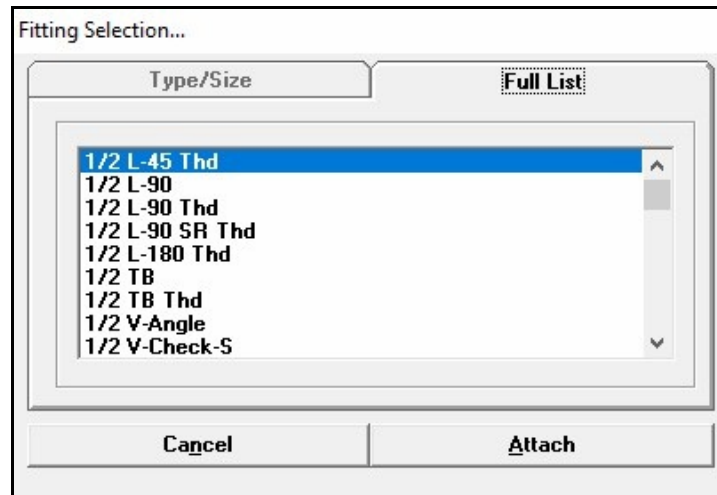 Fitting Selection...
Type/Size Full List
1/2 L-45 Thd
1/2 L-90
1/2 L-90 Thd
1/2 L-90 SR Thd
1/2 L-180 Thd
1/2 TB
1/2 TB Thd
1/2 V-Angle
1/2 V-Check-S
Cancel Attach